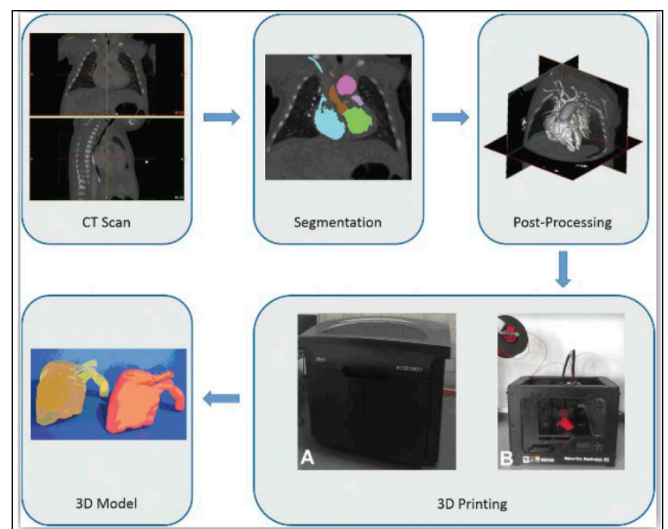 CT Scan
Segmentation
Post-Processing
3D Model
A
B
3D Printing